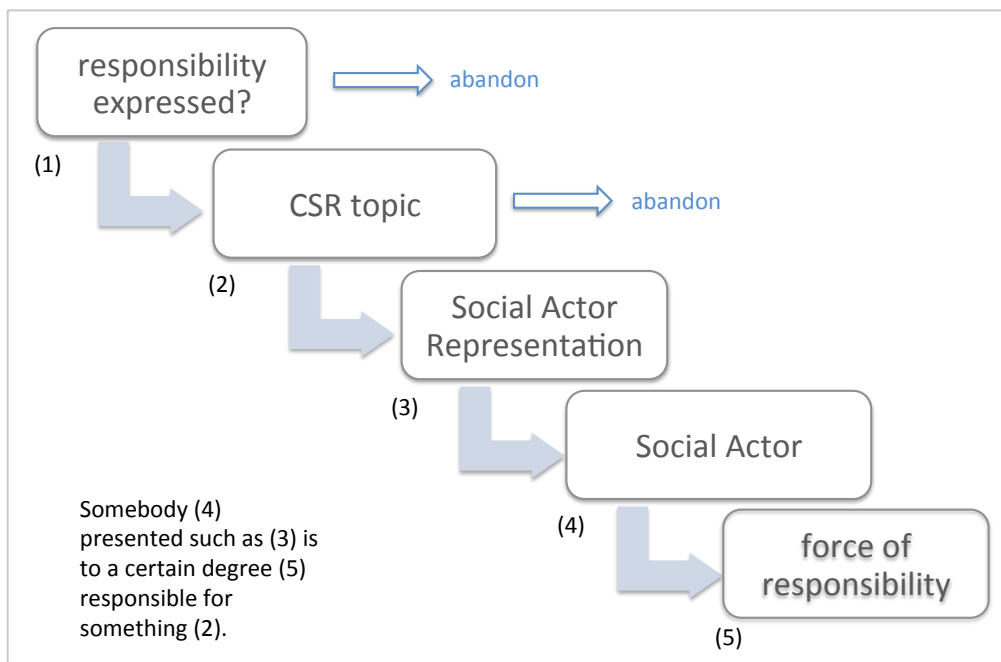 responsibility
expressed?
abandon
(1)
CSR topic
abandon
(2)
Social Actor
Representation
(3)
Social Actor
(4)
force of
responsibility
(5)
Somebody (4)
presented such as (3) is
to a certain degree (5)
responsible for
something (2).